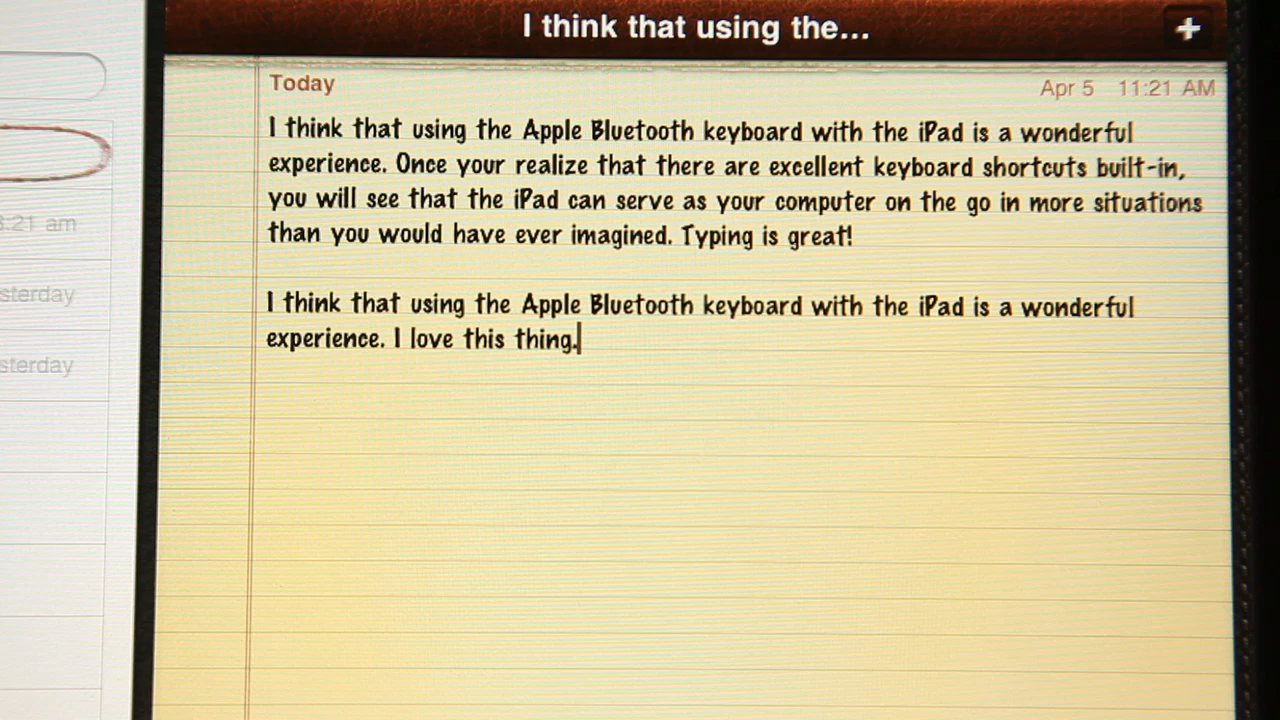 I think that using the...
Today
Apr 5 11:21 AM
I think that using the Apple Bluetooth keyboard with the iPad is a wonderful
experience. Once your realize that there are excellent keyboard shortcuts built-in,
you will see that the iPad can serve as your computer on the go in more situations
than you would have ever imagined. Typing is great!
I think that using the Apple Bluetooth keyboard with the iPad is a wonderful
experience. I love this thing.
:21 am
sterday
sterday